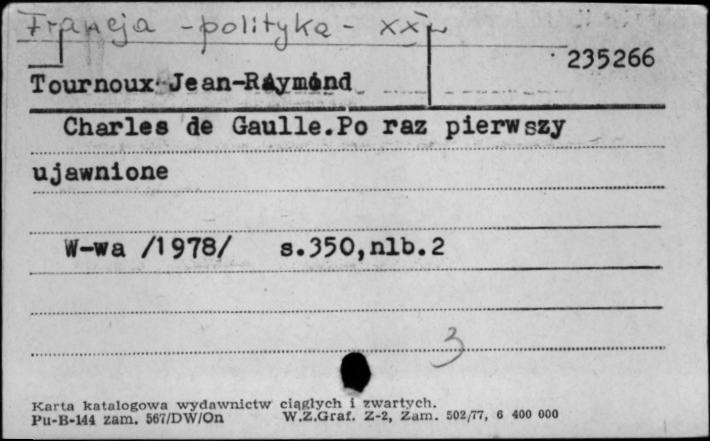 Francja - polityka - XX w
235266
Tournoux Jean-Raymond
Charles de Gaulle.Po raz pierwszy
ujawnione
W-wa /1978/ s.350,nlb.2
3
Karta katalogowa wydawnictw ciągłych i zwartych.
Pu-B-144 zam. 567/DW/On W.Z.Graf. Z-2, Zam. 502/77, 6 400 000